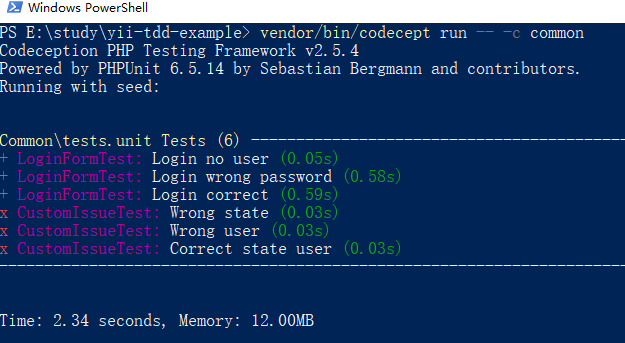 Windows PowerShell
PS E:\study\yii-tdd-example> vendor/bin/codecept run -- -c common
Codeception PHP Testing Framework v2.5.4
Powered by PHPUnit 6.5.14 by Sebastian Bergmann and contributors.
Running with seed:
Common\tests.unit Tests (6) ----------------------------------------
+ LoginFormTest: Login no user (0.05s)
+ LoginFormTest: Login wrong password (0.58s)
+ LoginFormTest: Login correct (0.59s)
x CustomIssueTest: Wrong state (0.03s)
x CustomIssueTest: Wrong user (0.03s)
x CustomIssueTest: Correct state user (0.03s)
--------------------------------------------------------------------
Time: 2.34 seconds, Memory: 12.00MB